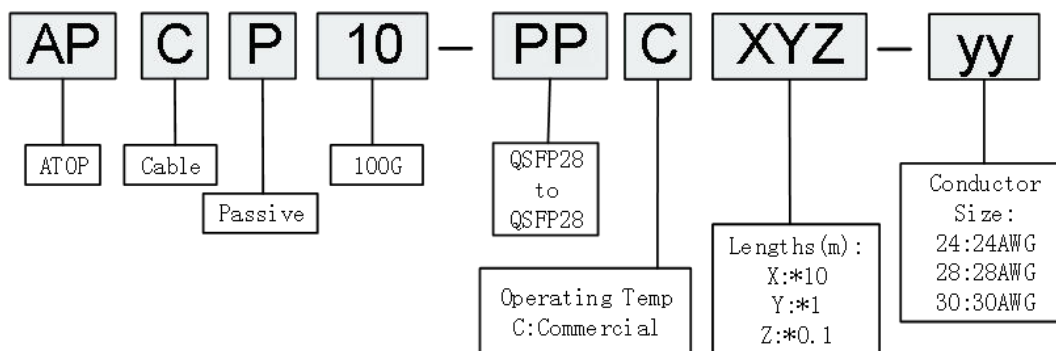 AP C P 10 - PP C XYZ - yy
ATOP
Cable
Passive
100G
QSFP28
to
QSFP28
Operating Temp
C:Commercial
Lengths(m):
X:*10
Y:*1
Z:*0.1
Conductor
Size:
24:24AWG
28:28AWG
30:30AWG